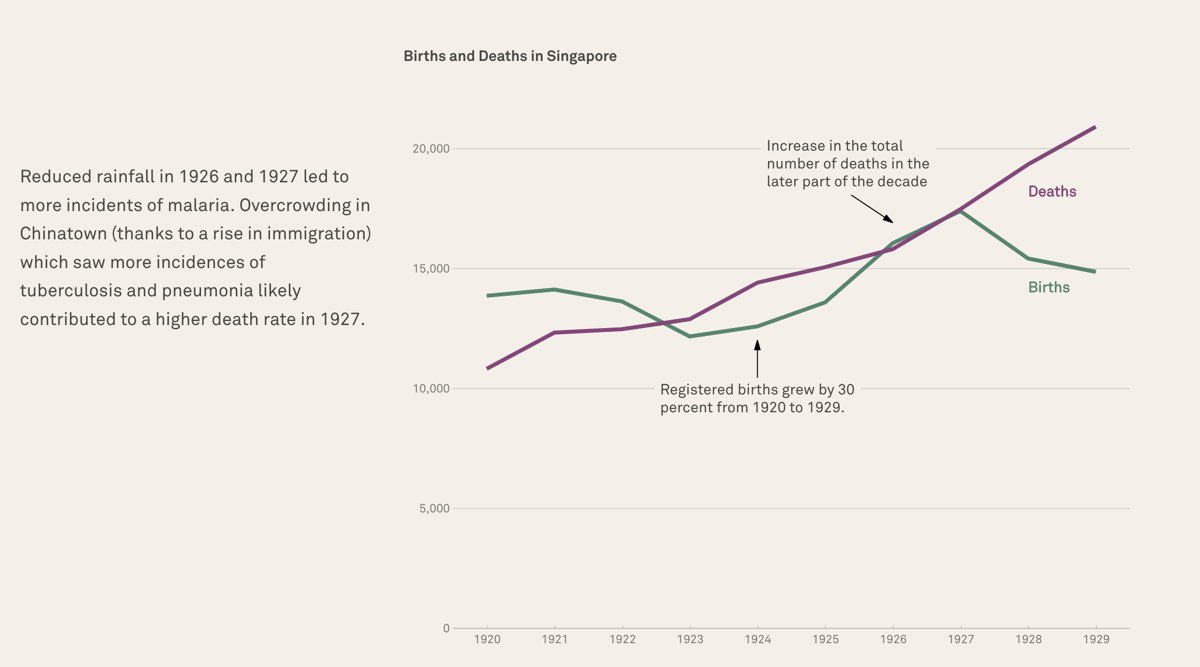 Births and Deaths in Singapore
Reduced rainfall in 1926 and 1927 led to
more incidents of malaria. Overcrowding in
Chinatown (thanks to a rise in immigration)
which saw more incidences of
tuberculosis and pneumonia likely
contributed to a higher death rate in 1927.
20,000
15,000
10,000
5,000
0
Increase in the total
number of deaths in the
later part of the decade
Deaths
Births
Registered births grew by 30
percent from 1920 to 1929.
1920 1921 1922 1923 1924 1925 1926 1927 1928 1929